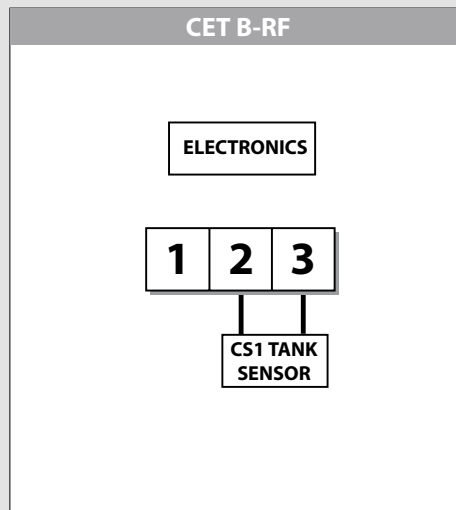 CET B-RF
ELECTRONICS
1 2 3
CS1 TANK
SENSOR